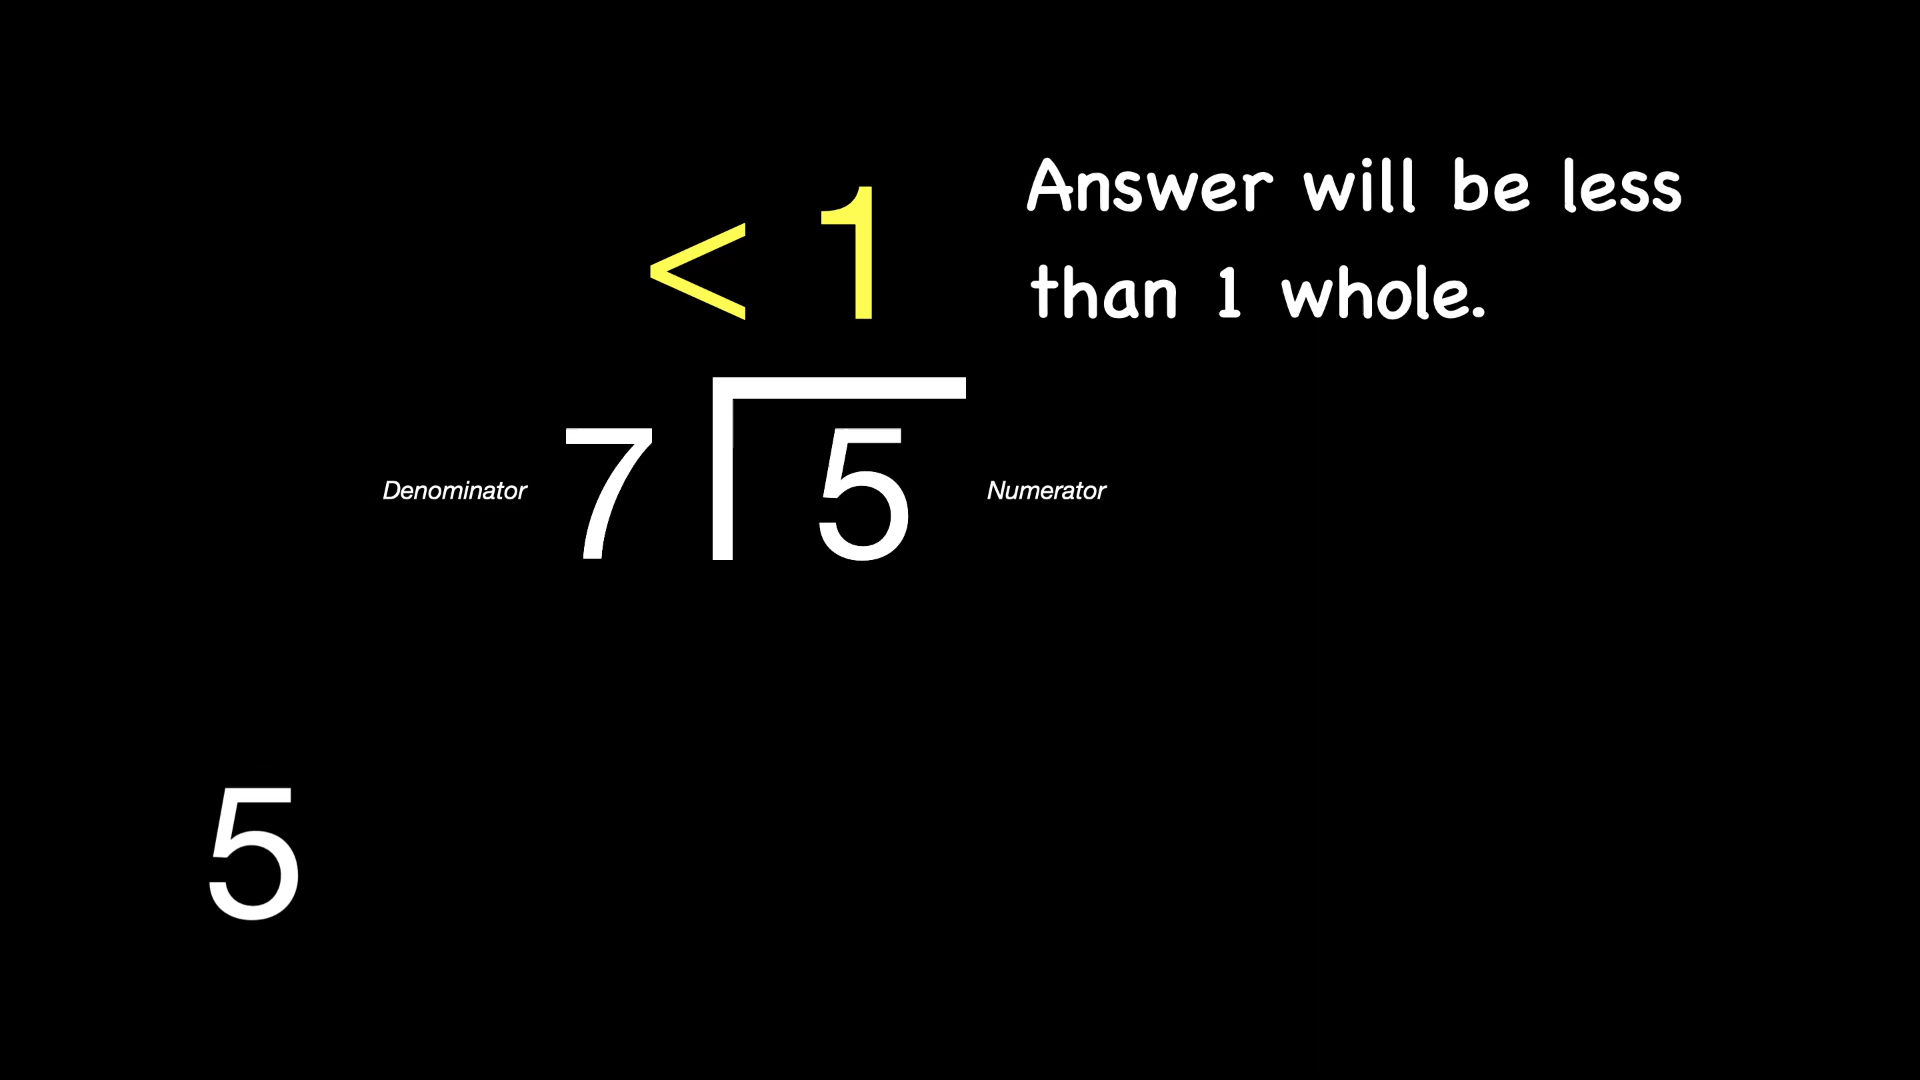 < 1
Answer will be less
than 1 whole.
Denominator 7 5 Numerator
5